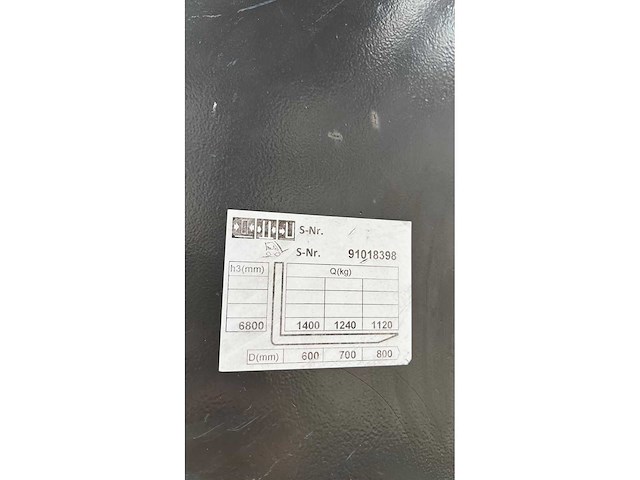 S-Nr.
S-Nr. 91018398
h3(mm) Q(kg)
6800 1400 1240 1120
D(mm) 600 700 800